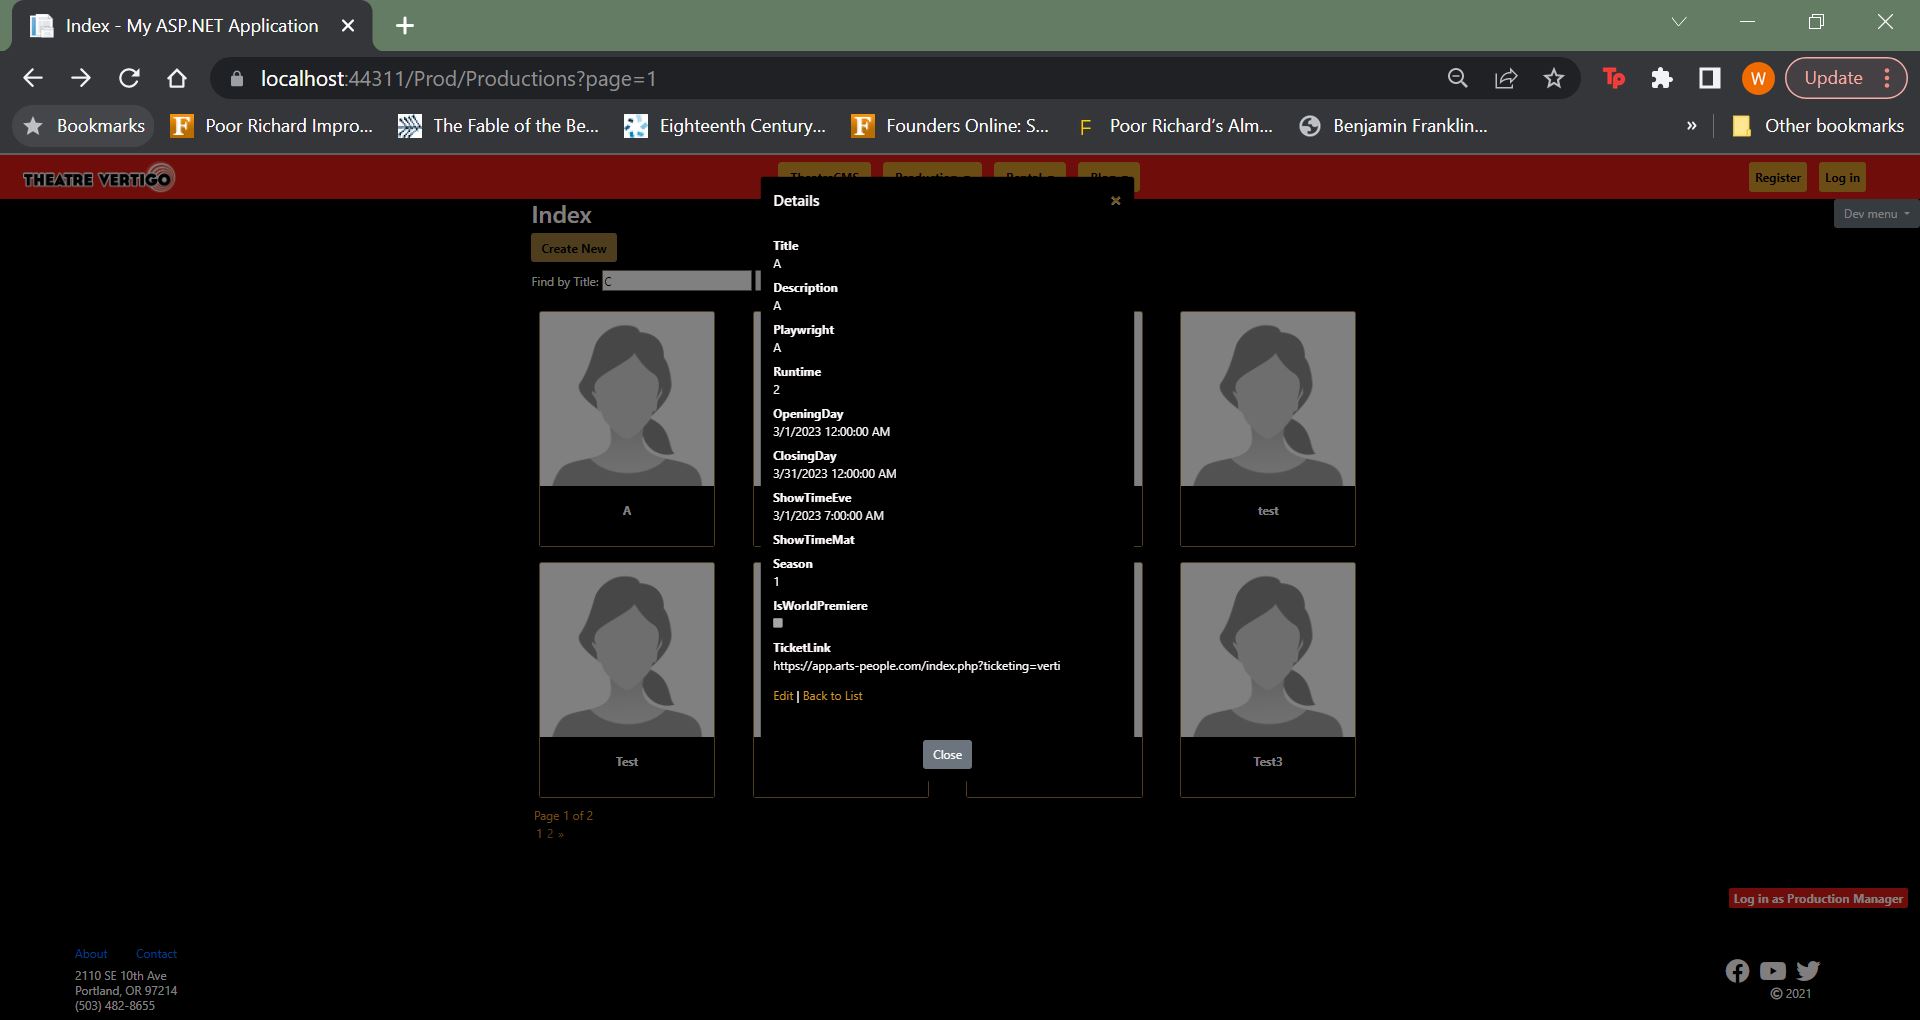 Index - My ASP.NET Application
localhost:44311/Prod/Productions?page=1
Tp
W
Update
Bookmarks
F Poor Richard Impro...
The Fable of the Be...
Eighteenth Century...
F Founders Online: S...
F Poor Richard's Alm...
Benjamin Franklin...
»
Other bookmarks
THEATRE VERTIGO
TheatreCMS
Production
Rental
Blog
Register
Log in
Dev menu
Index
Create New
Find by Title: C
Details
×
Title
A
Description
A
Playwright
A
Runtime
2
OpeningDay
3/1/2023 12:00:00 AM
ClosingDay
3/31/2023 12:00:00 AM
ShowTimeEve
3/1/2023 7:00:00 AM
ShowTimeMat
Season
1
IsWorldPremiere
TicketLink
https://app.arts-people.com/index.php?ticketing=verti
Edit | Back to List
Close
A
test
Test
Test3
Page 1 of 2
1 2 »
Log in as Production Manager
About Contact
2110 SE 10th Ave
Portland, OR 97214
(503) 482-8655
© 2021